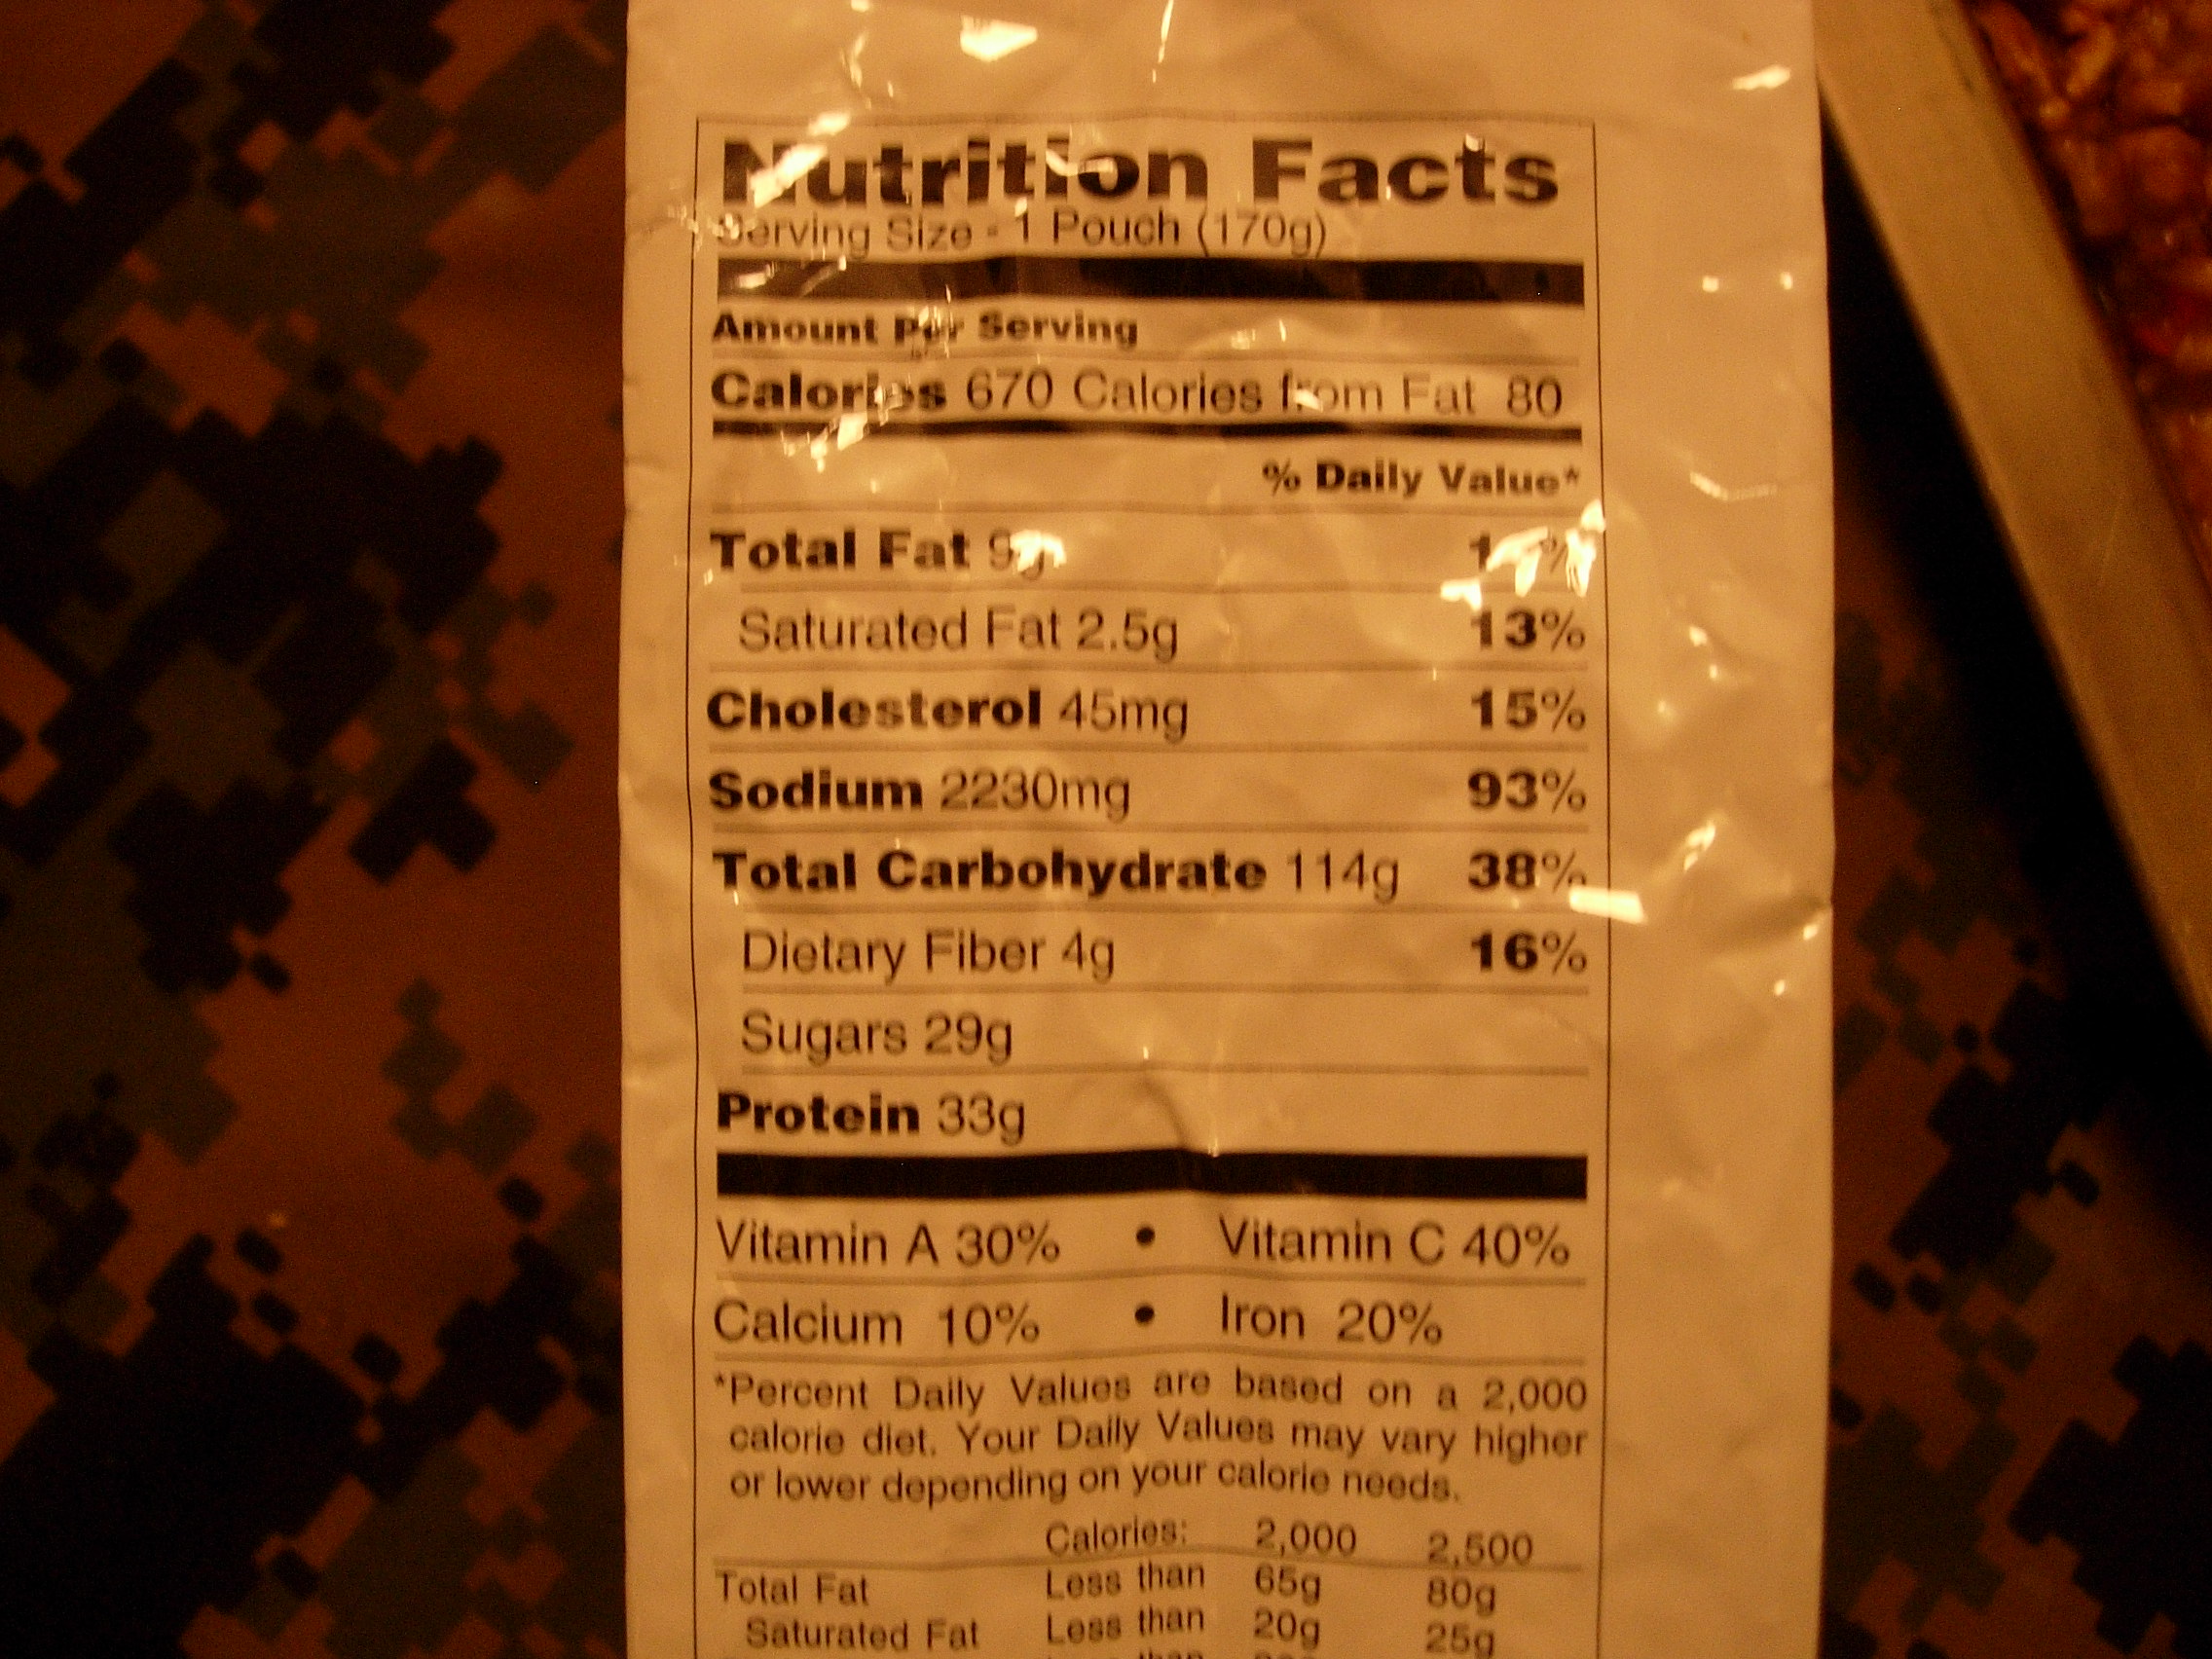 Nutrition Facts
Serving Size - 1 Pouch (170g)
Amount Per Serving
Calories 670 Calories from Fat 80
% Daily Value*
Total Fat 9g
Saturated Fat 2.5g 13%
Cholesterol 45mg 15%
Sodium 2230mg 93%
Total Carbohydrate 114g 38%
Dietary Fiber 4g 16%
Sugars 29g
Protein 33g
Vitamin A 30% • Vitamin C 40%
Calcium 10% • Iron 20%
*Percent Daily Values are based on a 2,000
calorie diet. Your Daily Values may vary higher
or lower depending on your calorie needs.
Calories: 2,000 2,500
Total Fat Less than 65g 80g
Saturated Fat Less than 20g 25g